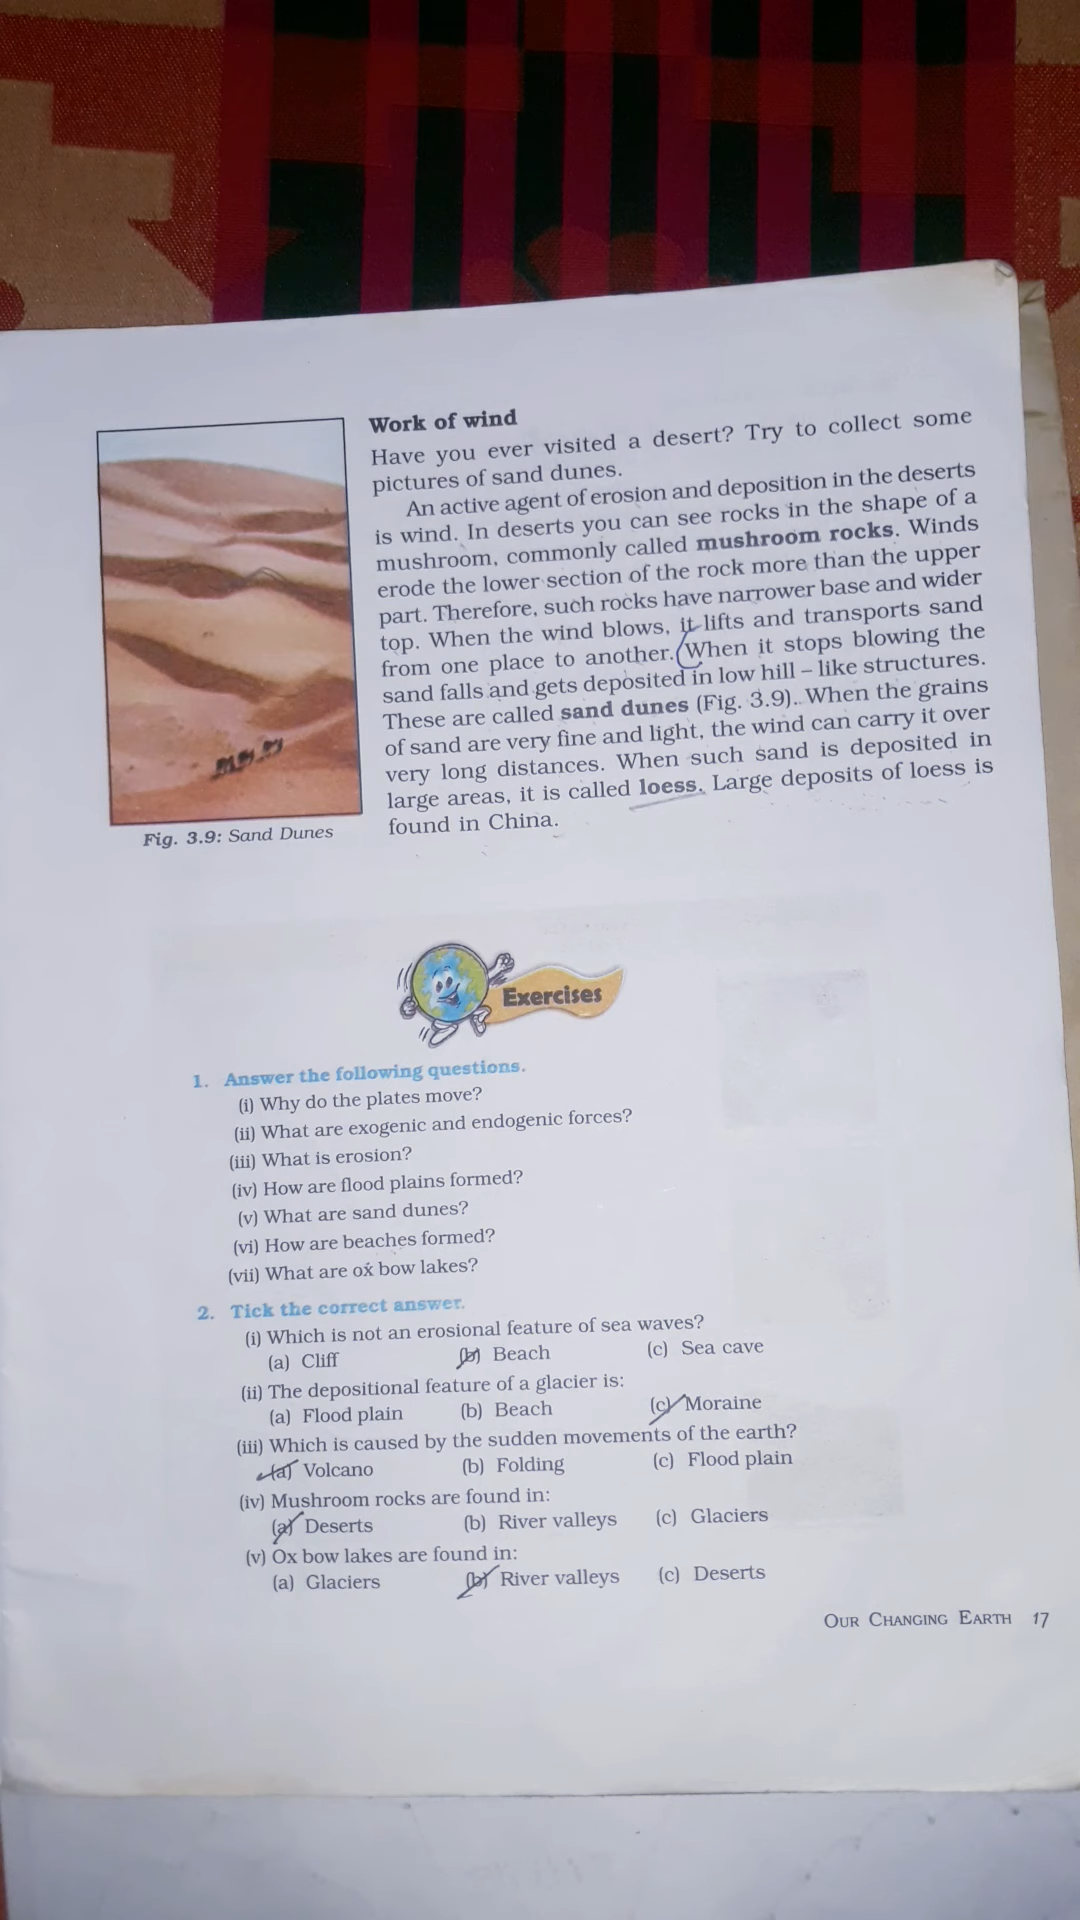 Work of wind
Have you ever visited a desert? Try to collect some
pictures of sand dunes.
An active agent of erosion and deposition in the deserts
is wind. In deserts you can see rocks in the shape of a
mushroom, commonly called mushroom rocks. Winds
erode the lower section of the rock more than the upper
part. Therefore, such rocks have narrower base and wider
top. When the wind blows, it lifts and transports sand
from one place to another. When it stops blowing the
sand falls and gets deposited in low hill – like structures.
These are called sand dunes (Fig. 3.9). When the grains
of sand are very fine and light, the wind can carry it over
very long distances. When such sand is deposited in
large areas, it is called loess. Large deposits of loess is
found in China.
Fig. 3.9: Sand Dunes
Exercises
1. Answer the following questions.
(i) Why do the plates move?
(ii) What are exogenic and endogenic forces?
(iii) What is erosion?
(iv) How are flood plains formed?
(v) What are sand dunes?
(vi) How are beaches formed?
(vii) What are ox bow lakes?
2. Tick the correct answer.
(i) Which is not an erosional feature of sea waves?
(a) Cliff (b) Beach (c) Sea cave
(ii) The depositional feature of a glacier is:
(a) Flood plain (b) Beach (c) Moraine
(iii) Which is caused by the sudden movements of the earth?
(a) Volcano (b) Folding (c) Flood plain
(iv) Mushroom rocks are found in:
(a) Deserts (b) River valleys (c) Glaciers
(v) Ox bow lakes are found in:
(a) Glaciers (b) River valleys (c) Deserts
OUR CHANGING EARTH 17